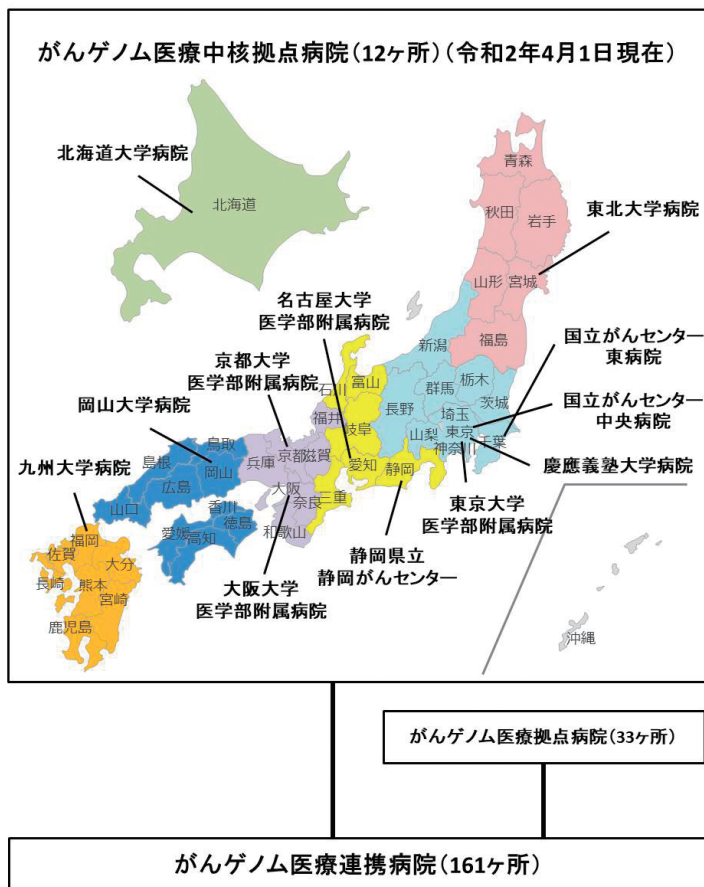 がんゲノム医療中核拠点病院(12ヶ所)(令和2年4月1日現在)
北海道大学病院
北海道
青森
秋田
岩手
東北大学病院
山形
宮城
福島
名古屋大学
医学部附属病院
新潟
国立がんセンター
東病院
京都大学
医学部附属病院
石川
富山
群馬
栃木
茨城
国立がんセンター
中央病院
岡山大学病院
福井
岐阜
長野
埼玉
山梨
東京
神奈川
千葉
慶應義塾大学病院
九州大学病院
鳥取
島根
岡山
広島
山口
兵庫
京都
滋賀
愛知
静岡
東京大学
医学部附属病院
大阪
奈良
三重
和歌山
香川
徳島
愛媛
高知
静岡県立
静岡がんセンター
大阪大学
医学部附属病院
福岡
佐賀
大分
長崎
熊本
宮崎
鹿児島
沖縄
がんゲノム医療拠点病院(33ヶ所)
がんゲノム医療連携病院(161ヶ所)